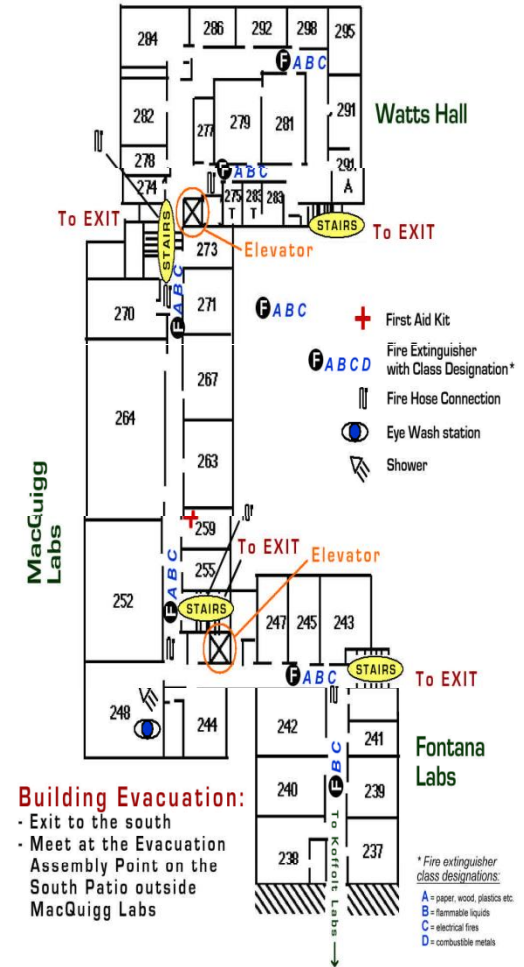 284
286
292
298
295
F ABC
282
277
279
281
291
Watts Hall
278
F ABC
291
A
274
275
T
283
T
283
To EXIT
STAIRS
STAIRS
To EXIT
Elevator
273
ABC
F
270
271
F ABC
First Aid Kit
F ABCD
Fire Extinguisher
with Class Designation*
267
Fire Hose Connection
264
Eye Wash station
263
Shower
MacQuigg
Labs
259
To EXIT
Elevator
ABC
F
255
252
STAIRS
247
245
243
STAIRS
F ABC
To EXIT
248
244
242
241
Fontana
Labs
BC
F
240
239
Building Evacuation:
- Exit to the south
- Meet at the Evacuation
Assembly Point on the
South Patio outside
MacQuigg Labs
238
237
To Koffolt Labs
* Fire extinguisher
class designations:
A = paper, wood, plastics etc.
B = flammable liquids
C = electrical fires
D = combustible metals